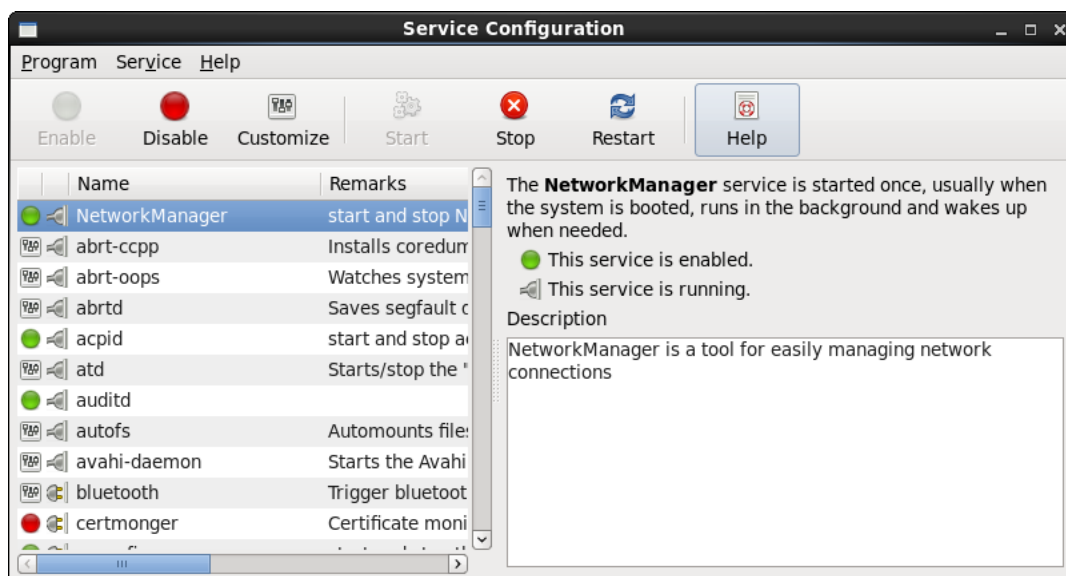 Service Configuration
Program Service Help
Enable Disable Customize Start Stop Restart Help
Name Remarks
NetworkManager start and stop N
abrt-ccpp Installs coredum
abrt-oops Watches system
abrtd Saves segfault
acpid start and stop a
atd Starts/stop the "
auditd
autofs Automounts file
avahi-daemon Starts the Avahi
bluetooth Trigger bluetoot
certmonger Certificate moni
The NetworkManager service is started once, usually when
the system is booted, runs in the background and wakes up
when needed.
This service is enabled.
This service is running.
Description
NetworkManager is a tool for easily managing network
connections